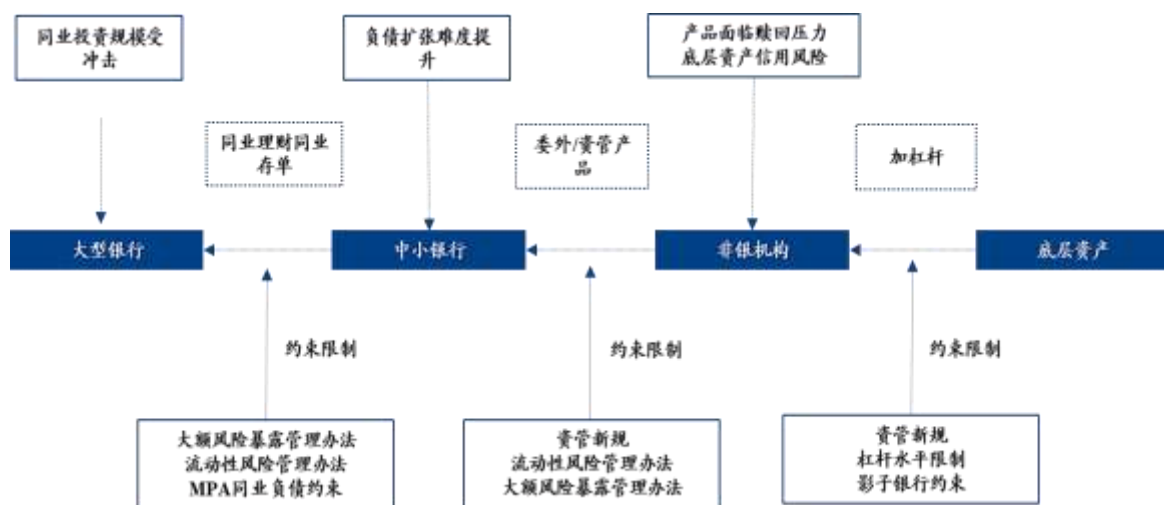 同业投资规模受
冲击
负债扩张难度提
升
产品面临赎回压力
底层资产信用风险
同业理财同业
存单
委外/资管产
品
加杠杆
大型银行
中小银行
非银机构
底层资产
约束限制
约束限制
约束限制
大额风险暴露管理办法
流动性风险管理办法
MPA同业负债约束
资管新规
流动性风险管理办法
大额风险暴露管理办法
资管新规
杠杆水平限制
影子银行约束